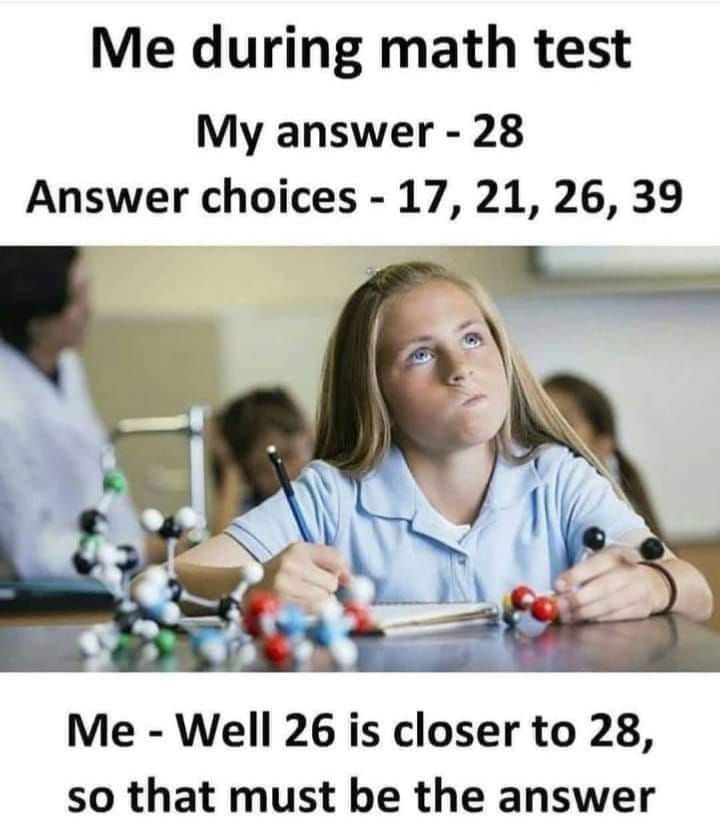 Me during math test
My answer - 28
Answer choices - 17, 21, 26, 39
Me - Well 26 is closer to 28,
so that must be the answer